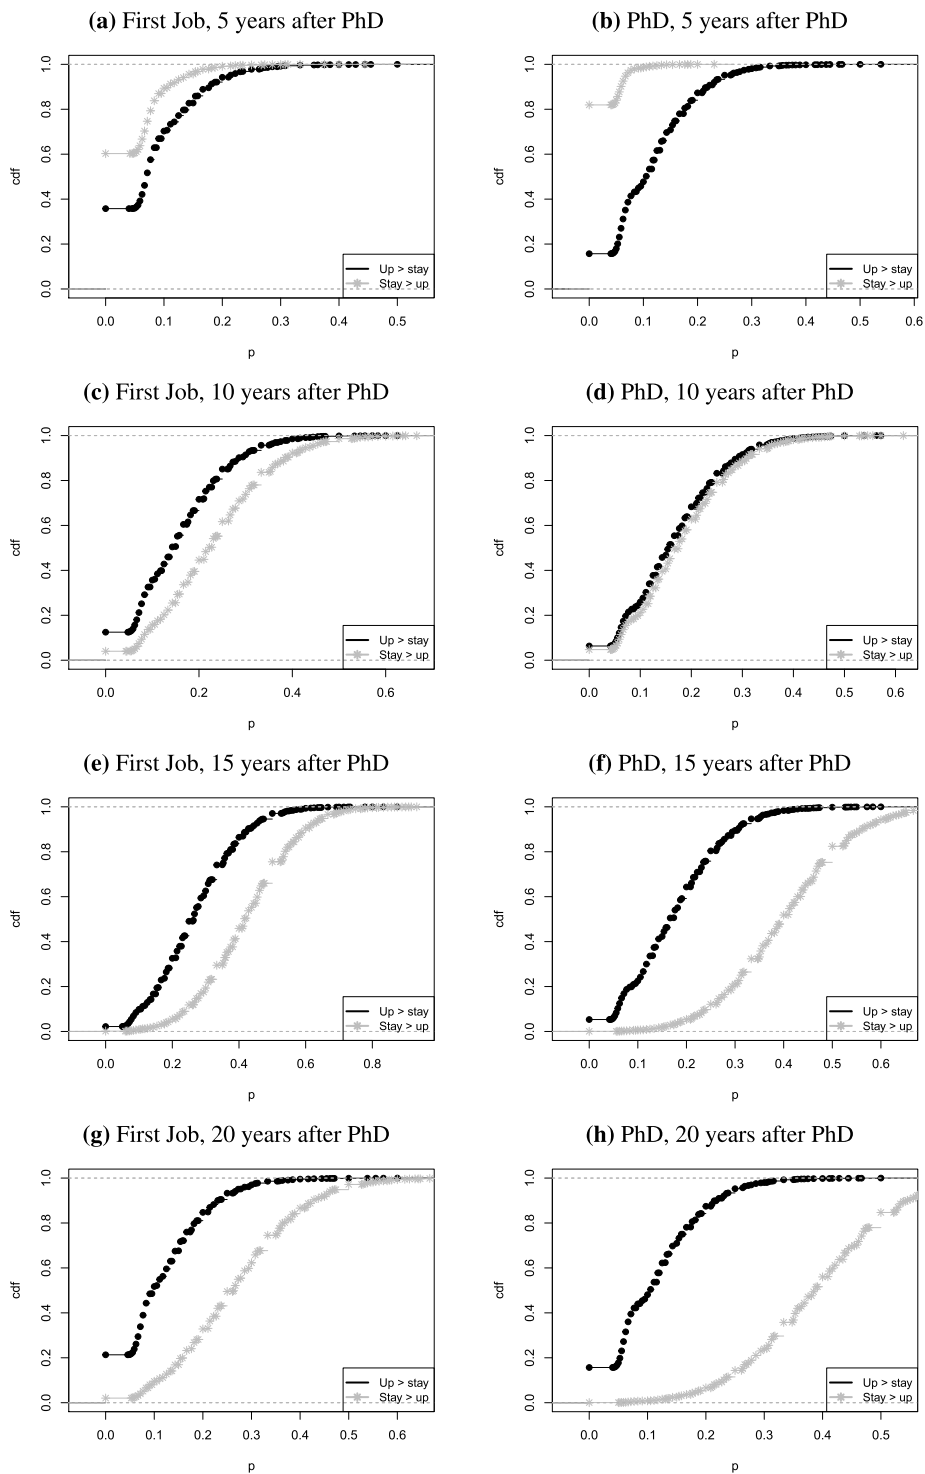 (a) First Job, 5 years after PhD
(b) PhD, 5 years after PhD
cdf
0.0 0.2 0.4 0.6 0.8 1.0
Up > stay
Stay > up
0.0 0.1 0.2 0.3 0.4 0.5
p
cdf
0.0 0.2 0.4 0.6 0.8 1.0
Up > stay
Stay > up
0.0 0.1 0.2 0.3 0.4 0.5 0.6
p
(c) First Job, 10 years after PhD
(d) PhD, 10 years after PhD
cdf
0.0 0.2 0.4 0.6 0.8 1.0
Up > stay
Stay > up
0.0 0.2 0.4 0.6
p
cdf
0.0 0.2 0.4 0.6 0.8 1.0
Up > stay
Stay > up
0.0 0.1 0.2 0.3 0.4 0.5 0.6
p
(e) First Job, 15 years after PhD
(f) PhD, 15 years after PhD
cdf
0.0 0.2 0.4 0.6 0.8 1.0
Up > stay
Stay > up
0.0 0.2 0.4 0.6 0.8
p
cdf
0.0 0.2 0.4 0.6 0.8 1.0
Up > stay
Stay > up
0.0 0.1 0.2 0.3 0.4 0.5 0.6
p
(g) First Job, 20 years after PhD
(h) PhD, 20 years after PhD
cdf
0.0 0.2 0.4 0.6 0.8 1.0
Up > stay
Stay > up
0.0 0.1 0.2 0.3 0.4 0.5 0.6
p
cdf
0.0 0.2 0.4 0.6 0.8 1.0
Up > stay
Stay > up
0.0 0.1 0.2 0.3 0.4 0.5
p